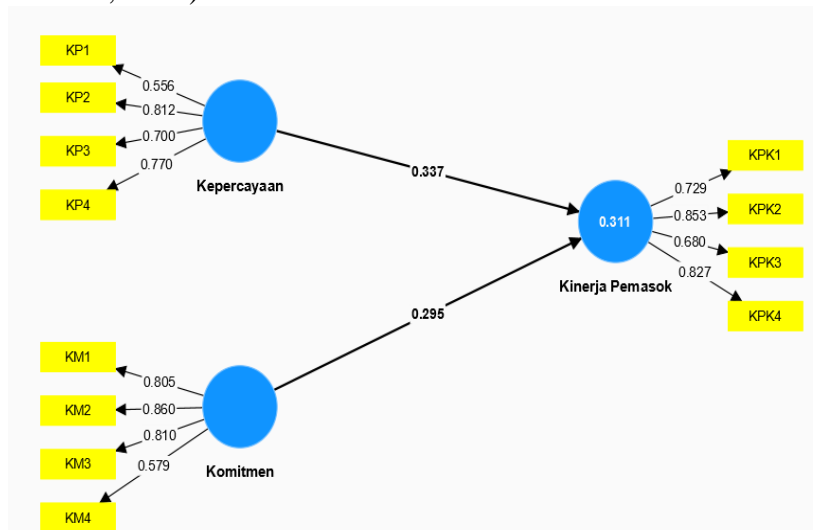 KP1
0.556
KP2
0.812
KP3
0.700
KP4
0.770
Kepercayaan
0.337
KPK1
0.729
KPK2
0.853
0.311
KPK3
0.680
0.827
KPK4
Kinerja Pemasok
0.295
KM1
0.805
KM2
0.860
KM3
0.810
KM4
0.579
Komitmen